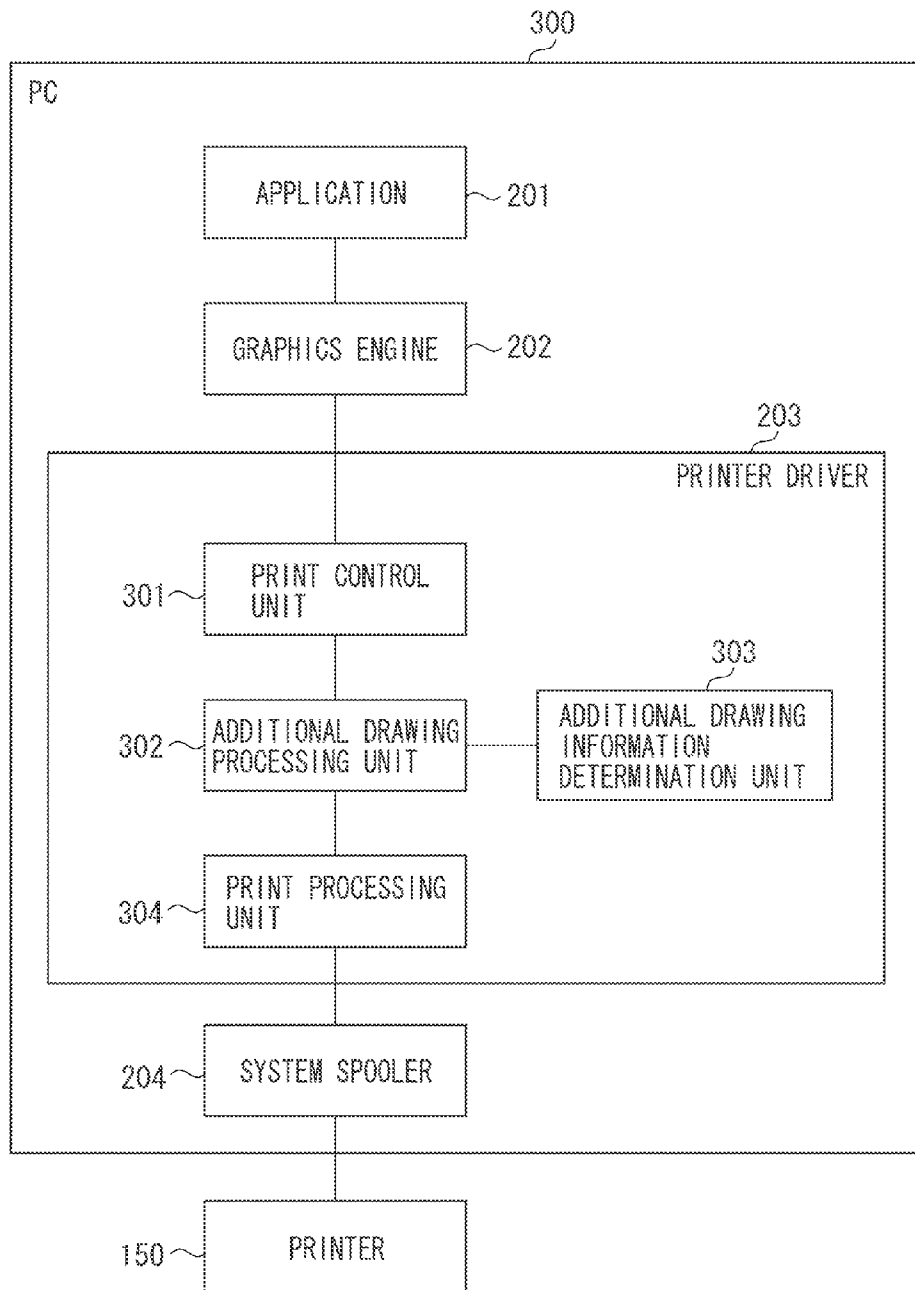 300
PC
APPLICATION
201
GRAPHICS ENGINE
202
203
PRINTER DRIVER
PRINT CONTROL
UNIT
301
303
ADDITIONAL DRAWING
PROCESSING UNIT
302
ADDITIONAL DRAWING
INFORMATION
DETERMINATION UNIT
PRINT PROCESSING
UNIT
304
SYSTEM SPOOLER
204
PRINTER
150